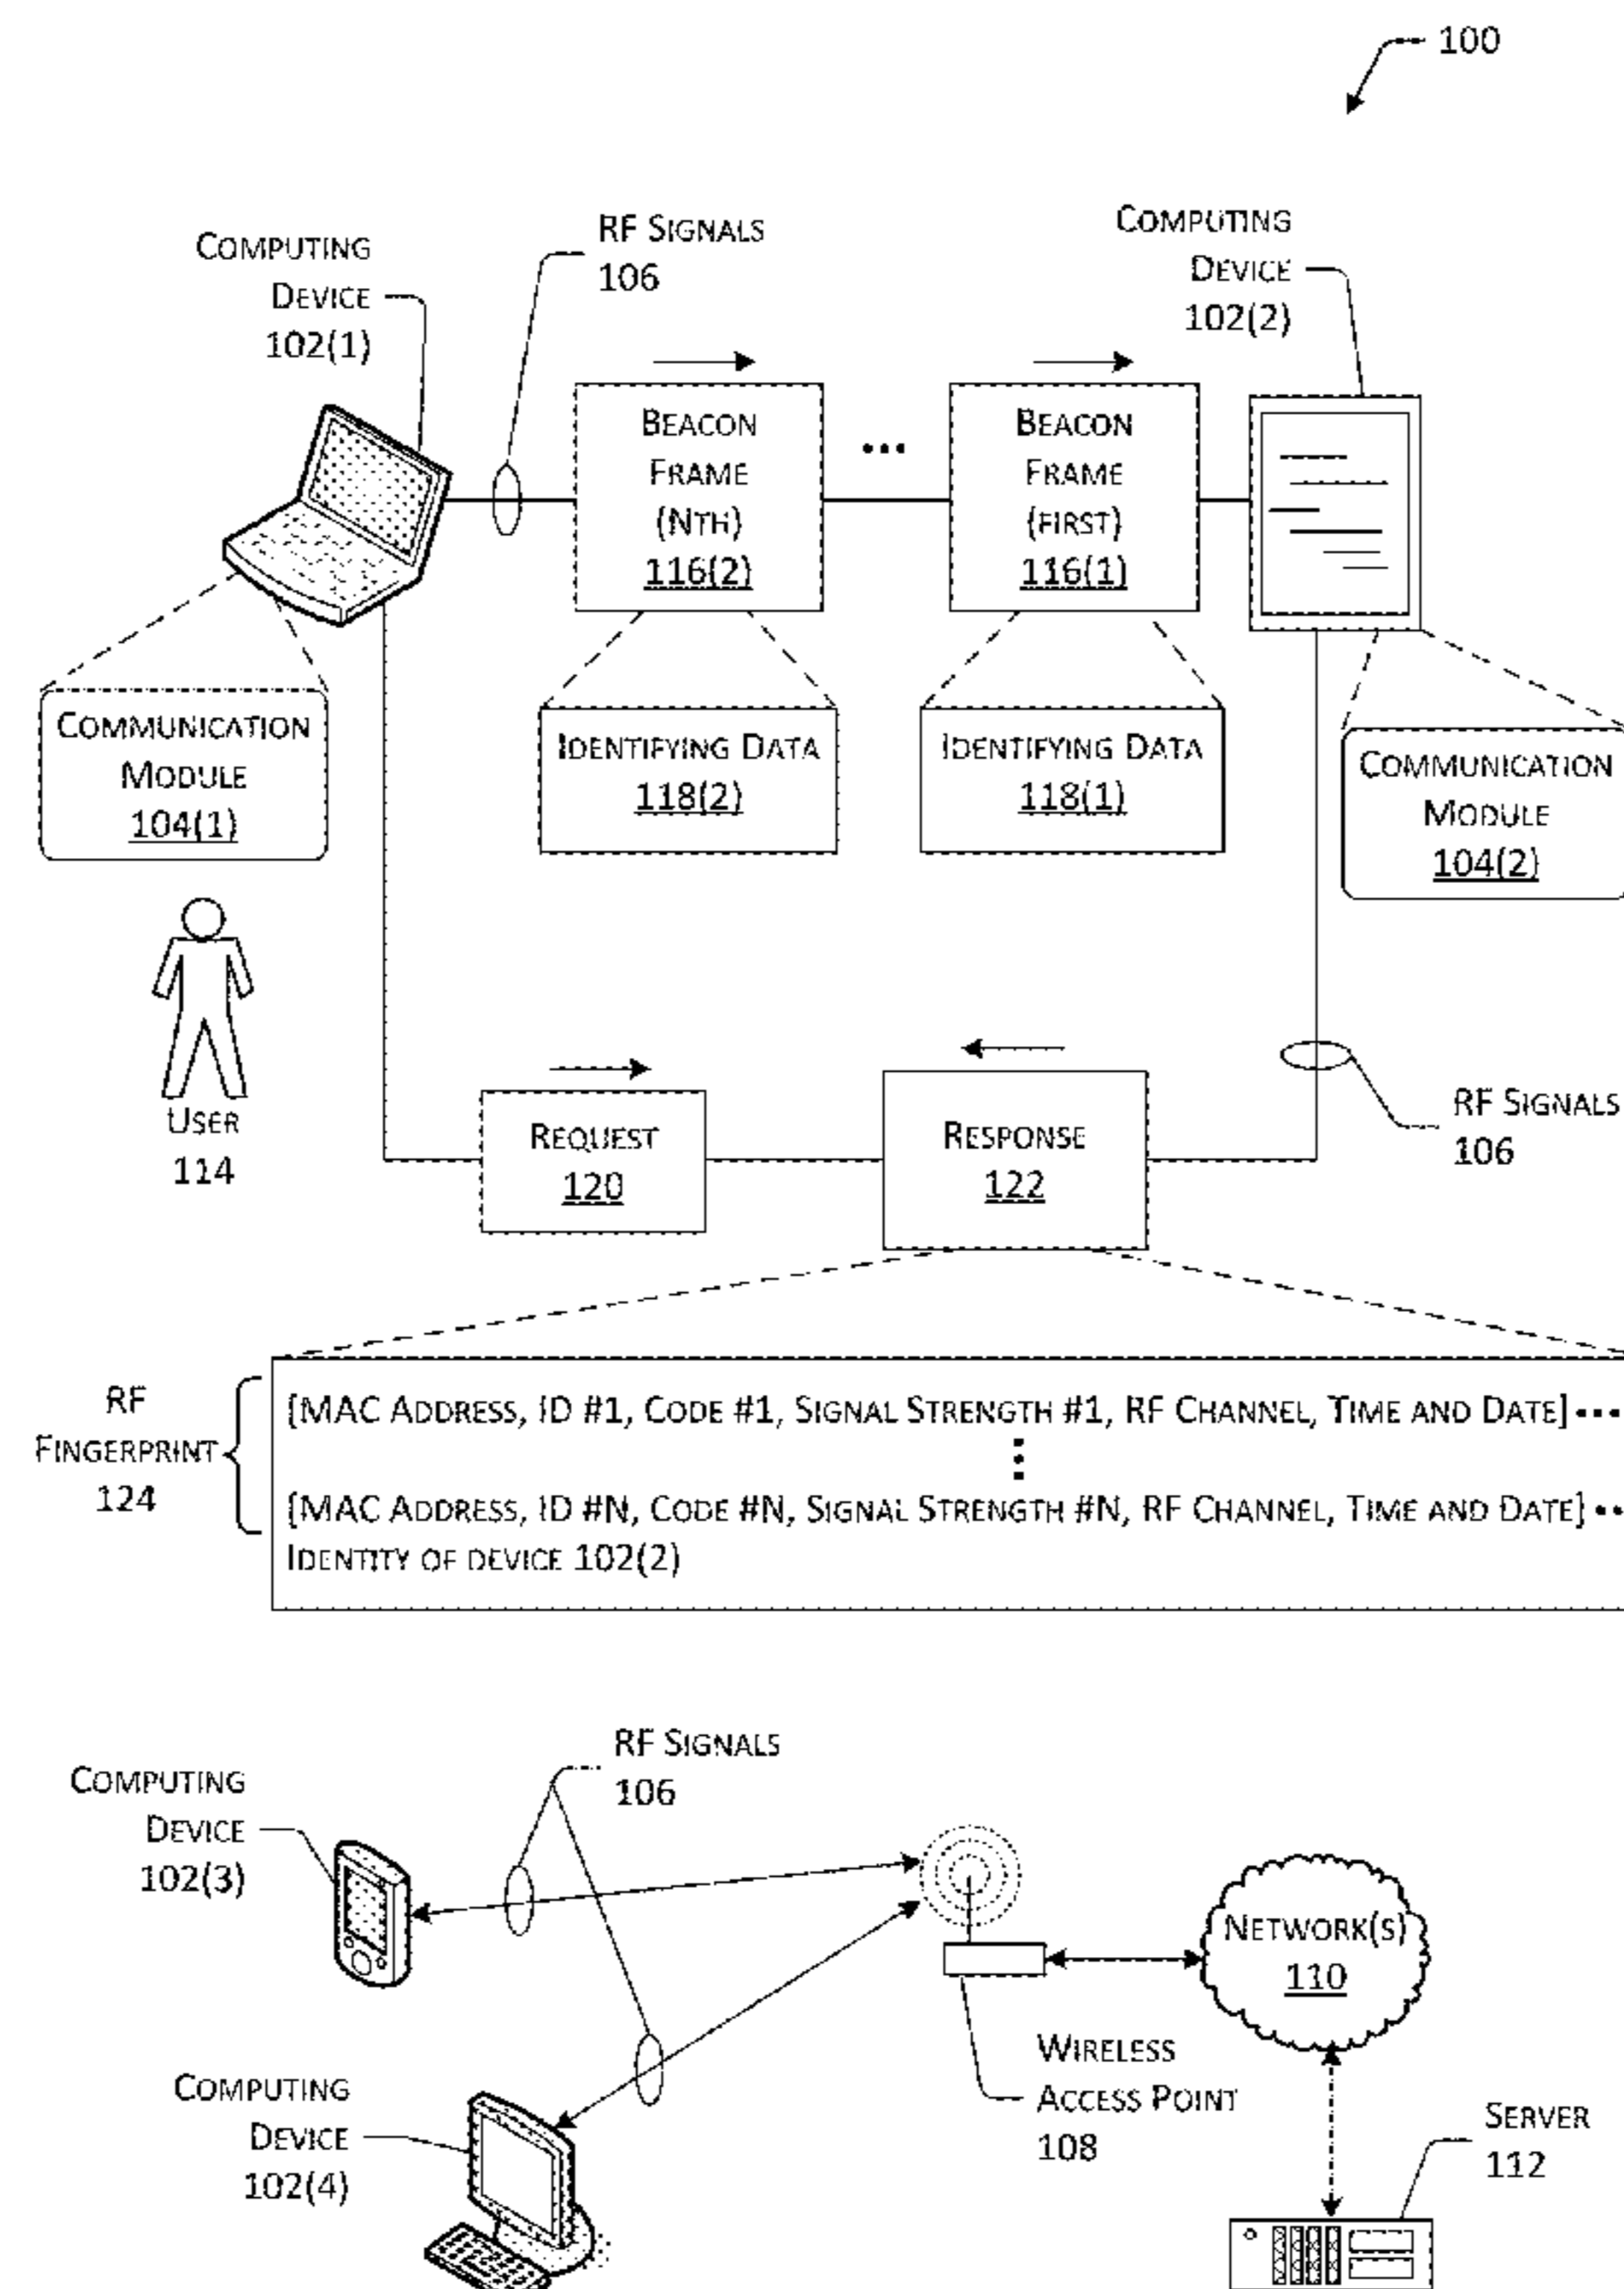 100
COMPUTING
DEVICE
102(1)
RF SIGNALS
106
COMPUTING
DEVICE
102(2)
BEACON
FRAME
(NTH)
116(2)
•••
BEACON
FRAME
(FIRST)
116(1)
COMMUNICATION
MODULE
104(1)
IDENTIFYING DATA
118(2)
IDENTIFYING DATA
118(1)
COMMUNICATION
MODULE
104(2)
USER
114
REQUEST
120
RESPONSE
122
RF SIGNALS
106
RF
FINGERPRINT
124
[MAC ADDRESS, ID #1, CODE #1, SIGNAL STRENGTH #1, RF CHANNEL, TIME AND DATE] •••
[MAC ADDRESS, ID #N, CODE #N, SIGNAL STRENGTH #N, RF CHANNEL, TIME AND DATE] ••
IDENTITY OF DEVICE 102(2)
RF SIGNALS
106
COMPUTING
DEVICE
102(3)
NETWORK(S)
110
WIRELESS
ACCESS POINT
108
COMPUTING
DEVICE
102(4)
SERVER
112